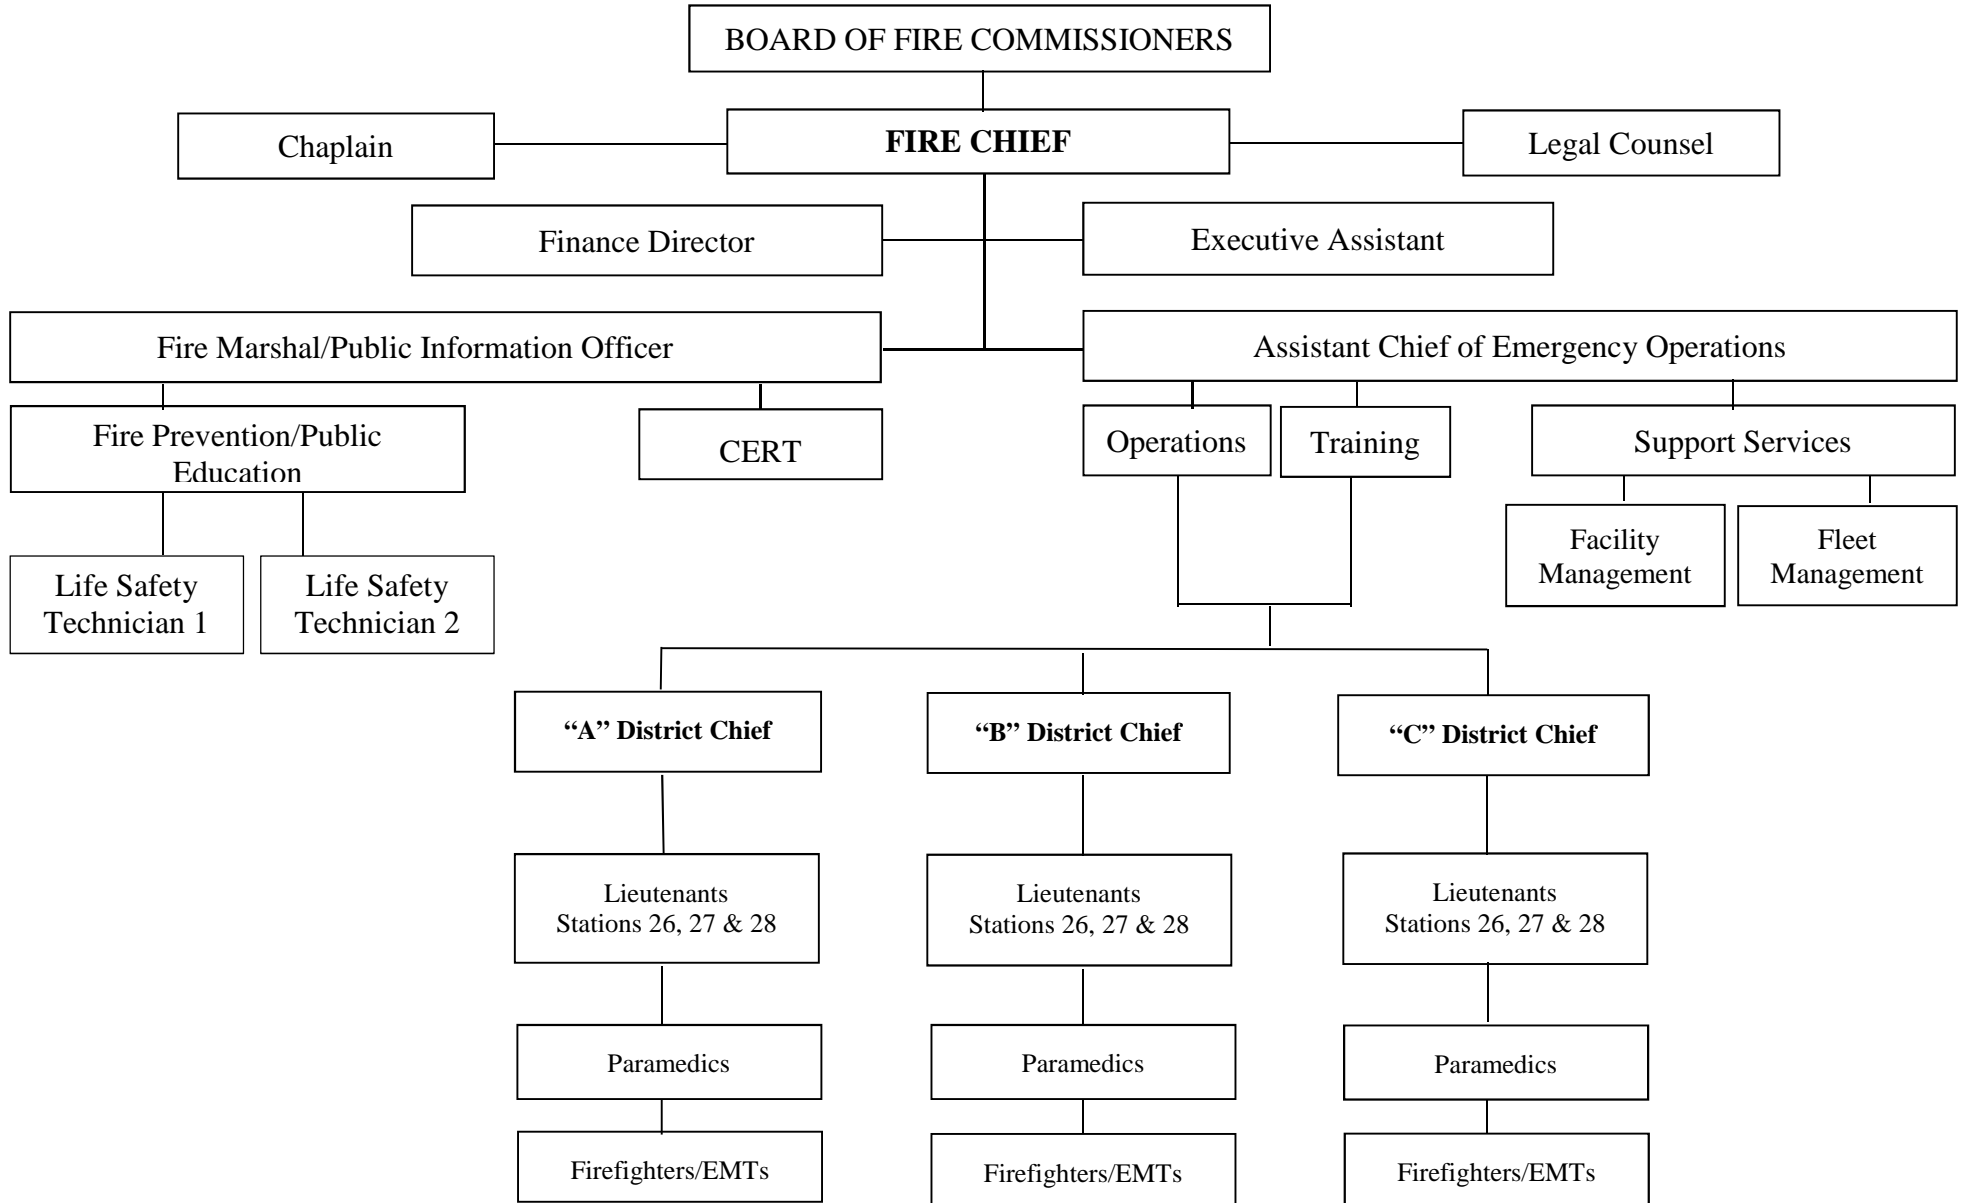 BOARD OF FIRE COMMISSIONERS
Chaplain
FIRE CHIEF
Legal Counsel
Finance Director
Executive Assistant
Fire Marshal/Public Information Officer
Assistant Chief of Emergency Operations
Fire Prevention/Public
Education
CERT
Operations
Training
Support Services
Facility
Management
Fleet
Management
Life Safety
Technician 1
Life Safety
Technician 2
“A” District Chief
“B” District Chief
“C” District Chief
Lieutenants
Stations 26, 27 & 28
Lieutenants
Stations 26, 27 & 28
Lieutenants
Stations 26, 27 & 28
Paramedics
Paramedics
Paramedics
Firefighters/EMTs
Firefighters/EMTs
Firefighters/EMTs